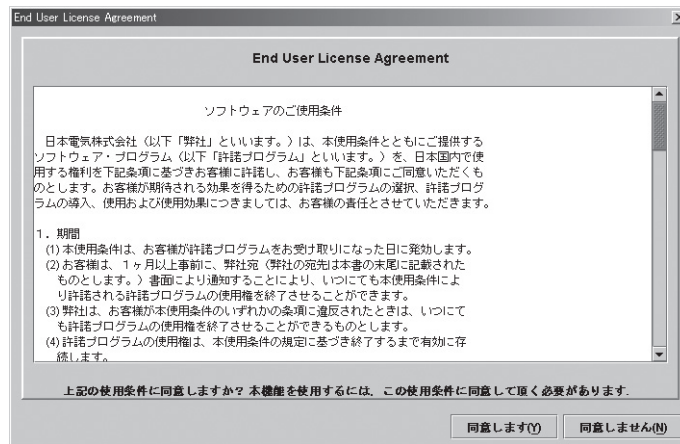 End User License Agreement
End User License Agreement
ソフトウェアのご使用条件
日本電気株式会社（以下「弊社」といいます。）は、本使用条件とともにご提供する
ソフトウェア・プログラム（以下「許諾プログラム」といいます。）を、日本国内で使
用する権利を下記条項に基づきお客様に許諾し、お客様も下記条項にご同意いただくも
のとします。お客様が期待される効果を得るための許諾プログラムの選択、許諾プログ
ラムの導入、使用および使用効果につきましては、お客様の責任とさせていただきます。
１．期間
(1)本使用条件は、お客様が許諾プログラムをお受け取りになった日に発効します。
(2)お客様は、１ヶ月以上事前に、弊社宛（弊社の宛先は本書の末尾に記載された
ものとします。）書面により通知することにより、いつにても本使用条件によ
り許諾される許諾プログラムの使用権を終了させることができます。
(3)弊社は、お客様が本使用条件のいずれかの条項に違反されたときは、いつにて
も許諾プログラムの使用権を終了させることができるものとします。
(4)許諾プログラムの使用権は、本使用条件の規定に基づき終了するまで有効に存
続します。
上記の使用条件に同意しますか？本機能を使用するには、この使用条件に同意して頂く必要があります.
同意します(Y)
同意しません(N)